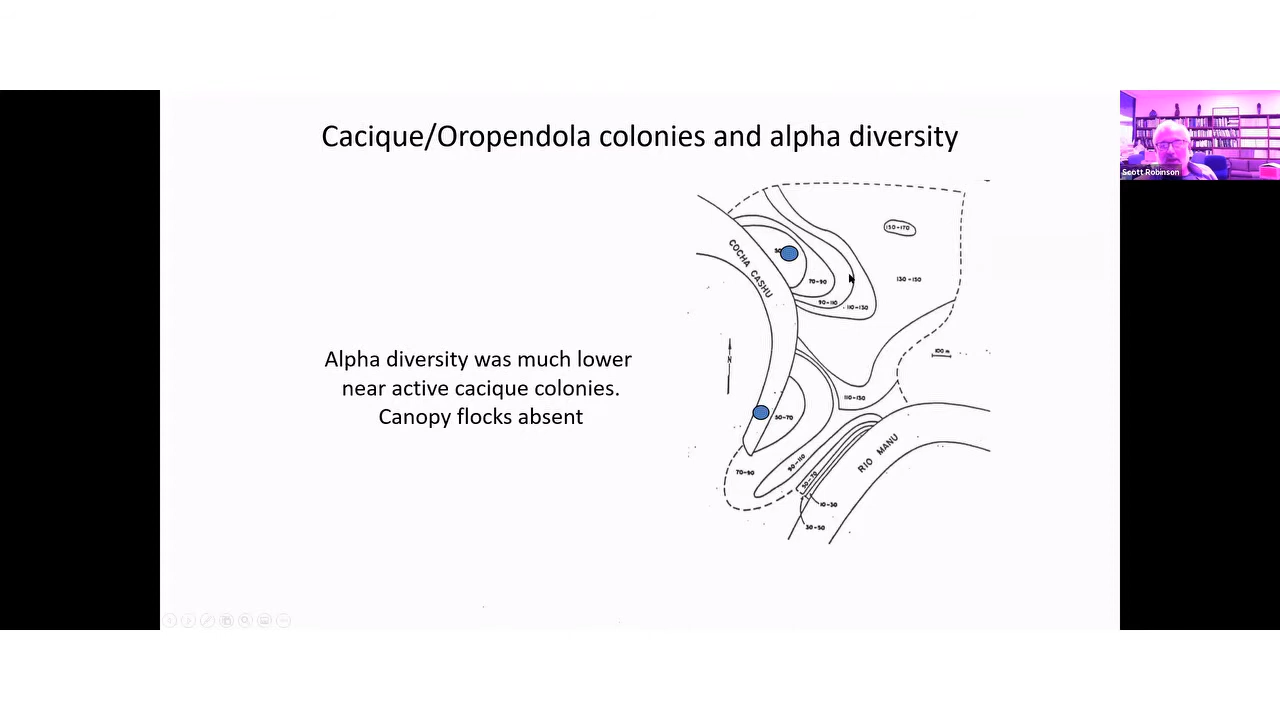 Cacique/Oropendola colonies and alpha diversity
Scott Robinson
Alpha diversity was much lower
near active cacique colonies.
Canopy flocks absent
COCHA CASHU
150-170
70-90
130-150
90-110
110-130
N
100 m
110-130
50-70
RIO MANU
90-110
70-90
50-70
10-30
30-50